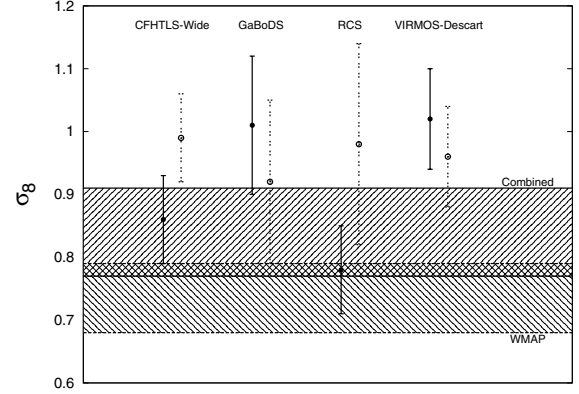 1.2
CFHTLS-Wide GaBoDS RCS VIRMOS-Descart
1.1
1
σ8
0.9
Combined
0.8
0.7
WMAP
0.6